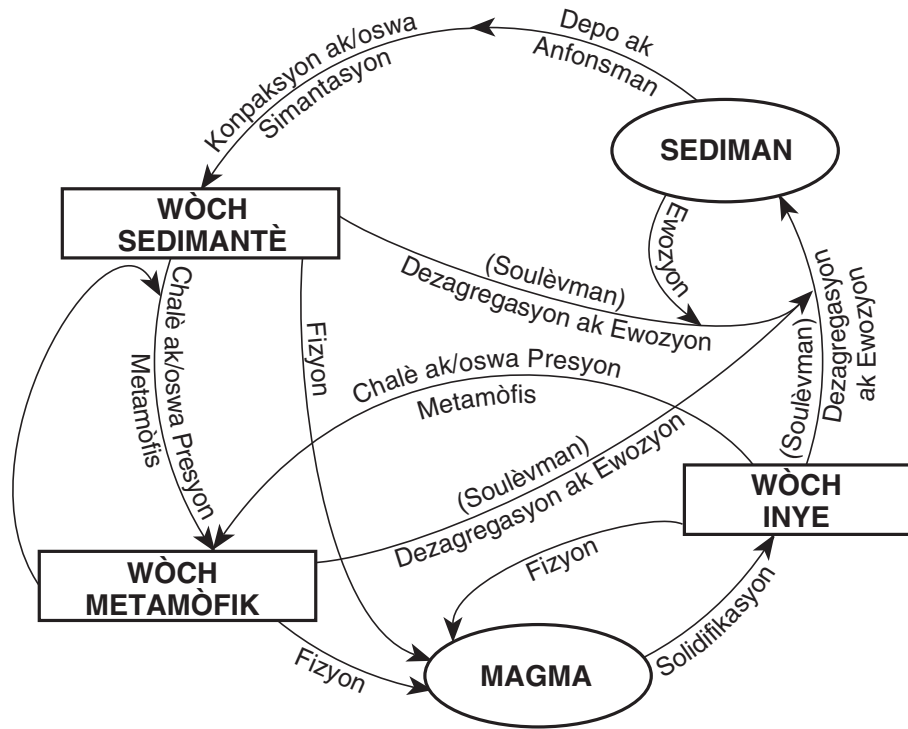 Depo ak
Anfonsman
Konpaksyon ak/oswa
Simantasyon
SEDIMAN
WÒCH
SEDIMANTÈ
Ewozyon
(Soulèvman)
Dezagregasyon ak Ewozyon
(Soulèvman)
Dezagregasyon
ak Ewozyon
Chalè ak/oswa Presyon
Metamòfis
Fizyon
Chalè ak/oswa Presyon
Metamòfis
(Soulèvman)
Dezagregasyon ak Ewozyon
WÒCH
INYE
WÒCH
METAMÒFIK
Fizyon
Fizyon
MAGMA
Solidifikasyon